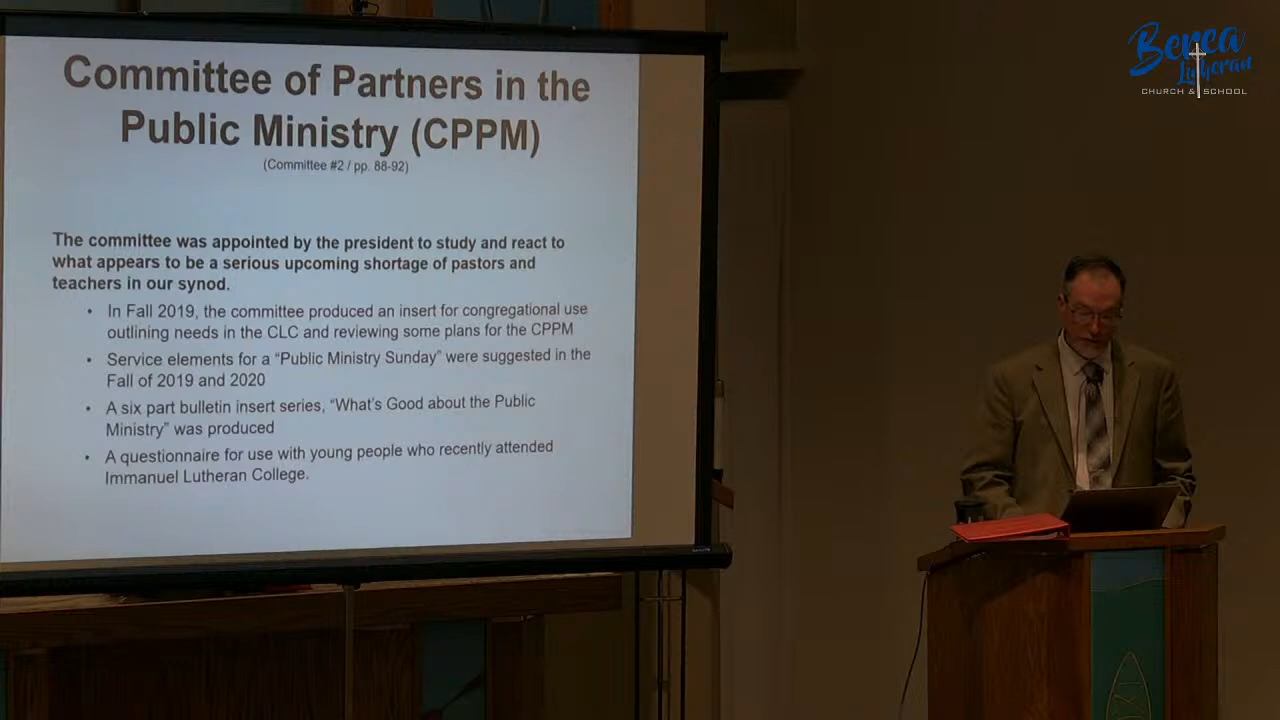 Committee of Partners in the
Public Ministry (CPPM)
(Committee #2 / pp. 88-92)
The committee was appointed by the president to study and react to
what appears to be a serious upcoming shortage of pastors and
teachers in our synod.
• In Fall 2019, the committee produced an insert for congregational use
outlining needs in the CLC and reviewing some plans for the CPPM
• Service elements for a “Public Ministry Sunday” were suggested in the
Fall of 2019 and 2020
• A six part bulletin insert series, “What’s Good about the Public
Ministry” was produced
• A questionnaire for use with young people who recently attended
Immanuel Lutheran College.
Berea
Lutheran
CHURCH & SCHOOL